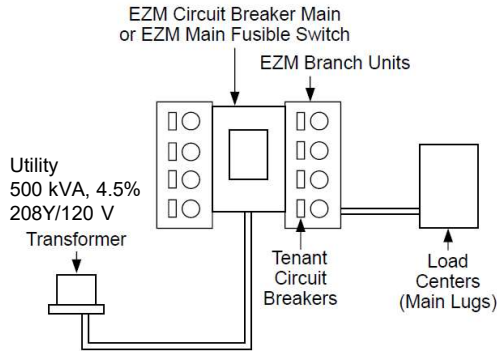 EZM Circuit Breaker Main
or EZM Main Fusible Switch
EZM Branch Units
Utility
500 kVA, 4.5%
208Y/120 V
Transformer
Tenant
Circuit
Breakers
Load
Centers
(Main Lugs)